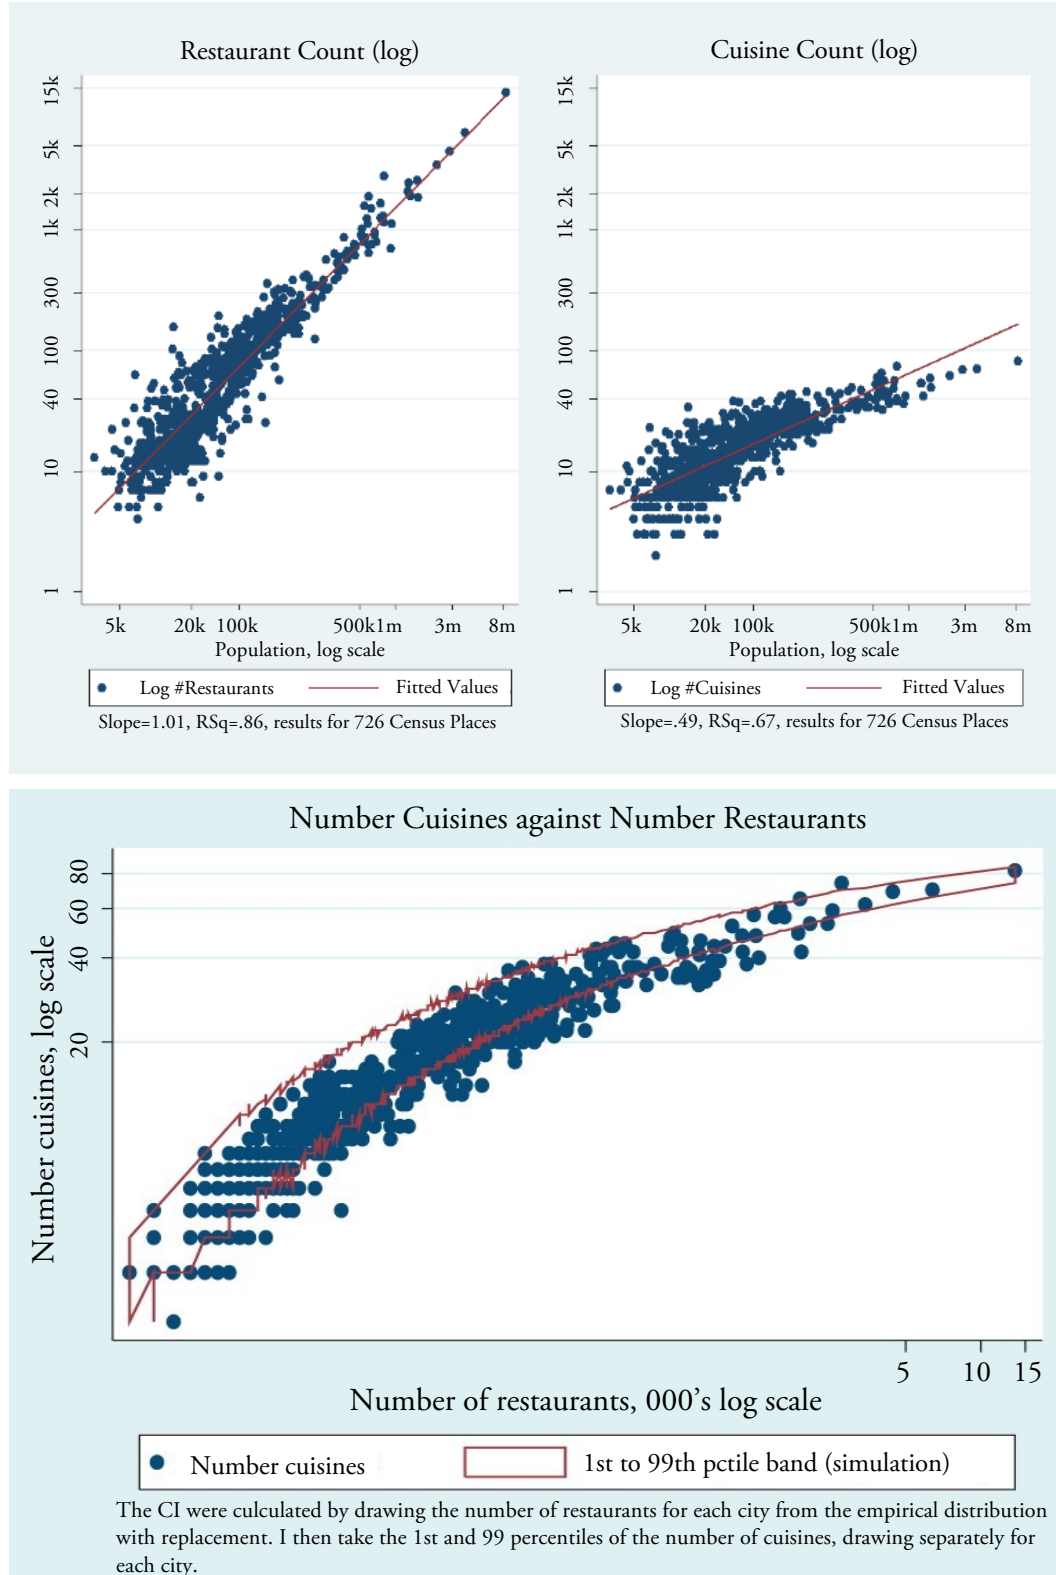 Restaurant Count (log)
15k
5k
2k
1k
300
100
40
10
1
5k 20k 100k 500k1m 3m 8m
Population, log scale
Log #Restaurants Fitted Values
Slope=1.01, RSq=.86, results for 726 Census Places
Cuisine Count (log)
15k
5k
2k
1k
300
100
40
10
1
5k 20k 100k 500k1m 3m 8m
Population, log scale
Log #Cuisines Fitted Values
Slope=.49, RSq=.67, results for 726 Census Places
Number Cuisines against Number Restaurants
Number cuisines, log scale
80
60
40
20
5 10 15
Number of restaurants, 000’s log scale
Number cuisines 1st to 99th pctile band (simulation)
The CI were culculated by drawing the number of restaurants for each city from the empirical distribution
with replacement. I then take the 1st and 99 percentiles of the number of cuisines, drawing separately for
each city.